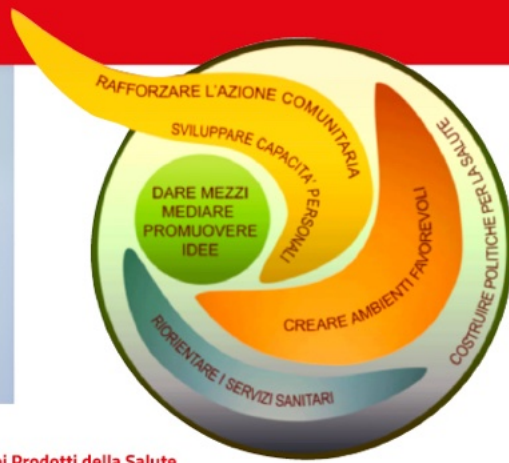 RAFFORZARE L'AZIONE COMUNITARIA
SVILUPPARE CAPACITA' PERSONALI
DARE MEZZI
MEDIARE
PROMUOVERE
IDEE
CREARE AMBIENTI FAVOREVOLI
COSTRUIRE POLITICHE PER LA SALUTE
RIORIENTARE I SERVIZI SANITARI
i Prodotti della Salute